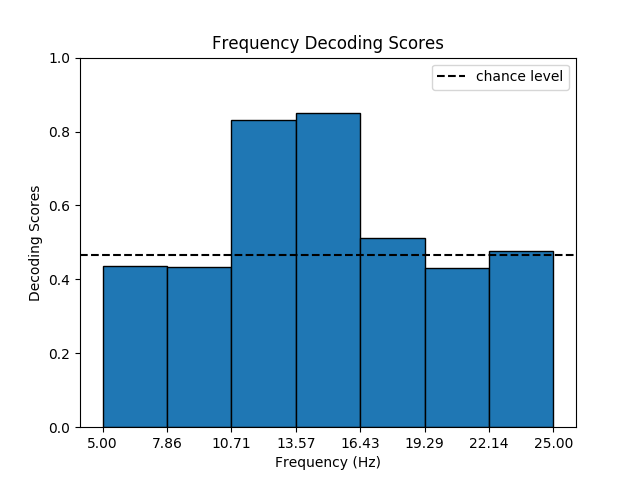 Frequency Decoding Scores
chance level
1.0
0.8
0.6
0.4
0.2
0.0
Decoding Scores
5.00 7.86 10.71 13.57 16.43 19.29 22.14 25.00
Frequency (Hz)